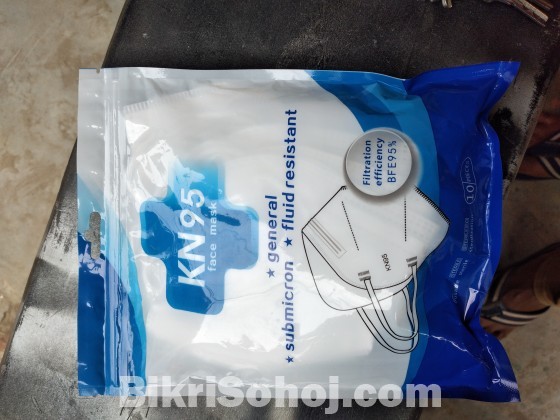 KN95
face mask
★ general
★ submicron ★ fluid resistant
Filtration
efficiency
BFE95%
KN95
BikriSohoj.com